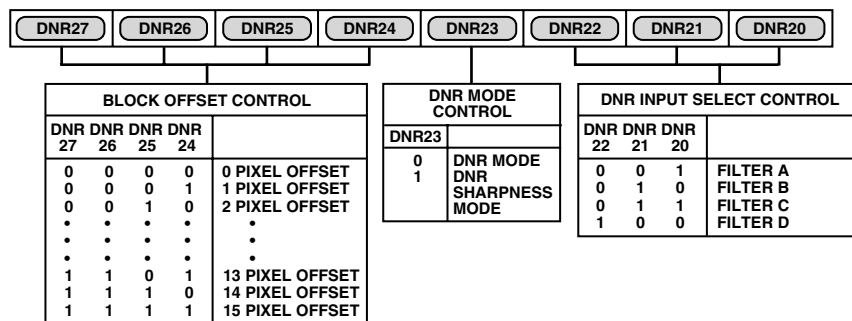 DNR27 DNR26 DNR25 DNR24 DNR23 DNR22 DNR21 DNR20
BLOCK OFFSET CONTROL
DNR DNR DNR DNR
27 26 25 24
0 0 0 0 0 PIXEL OFFSET
0 0 0 1 1 PIXEL OFFSET
0 0 1 0 2 PIXEL OFFSET
• • • • •
• • • • •
• • • • •
1 1 0 1 13 PIXEL OFFSET
1 1 1 0 14 PIXEL OFFSET
1 1 1 1 15 PIXEL OFFSET
DNR MODE
CONTROL
DNR23
0 DNR MODE
1 DNR
SHARPNESS
MODE
DNR INPUT SELECT CONTROL
DNR DNR DNR
22 21 20
0 0 1 FILTER A
0 1 0 FILTER B
0 1 1 FILTER C
1 0 0 FILTER D